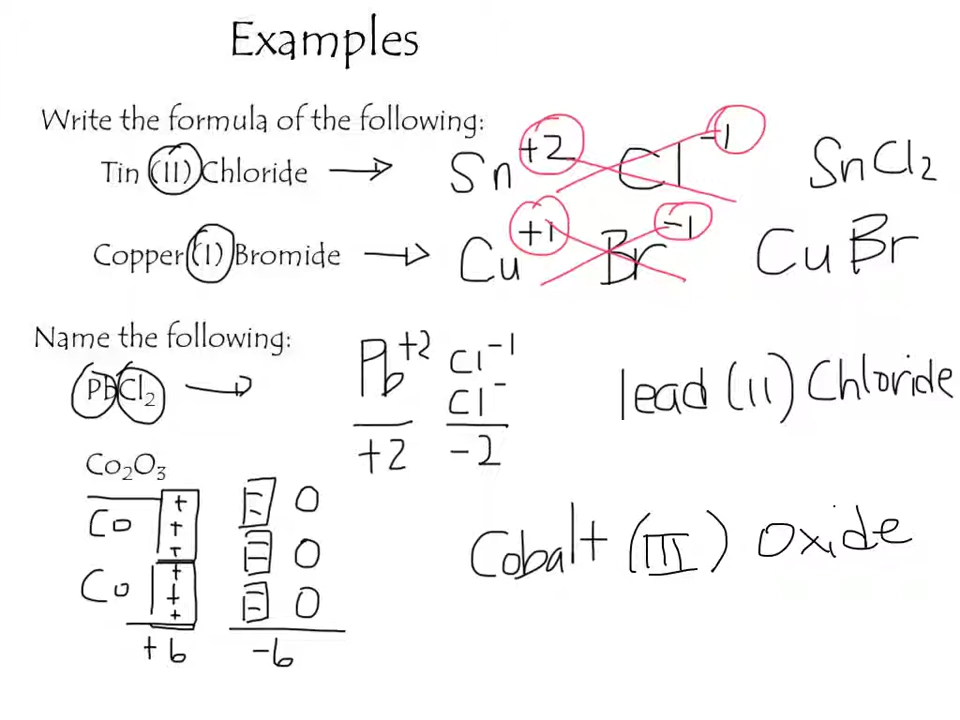 Examples
Write the formula of the following:
Tin (II) Chloride → Sn+2 Cl-1 SnCl2
Copper (I) Bromide → Cu+1 Br-1 CuBr
Name the following:
PbCl2 → Pb+2 Cl-1 lead (II) Chloride
Cl-
+2 -2
Co2O3
Co + + + - - - O
Cobalt (III) Oxide
- - - O
Co + + + - - - O
+6 -6